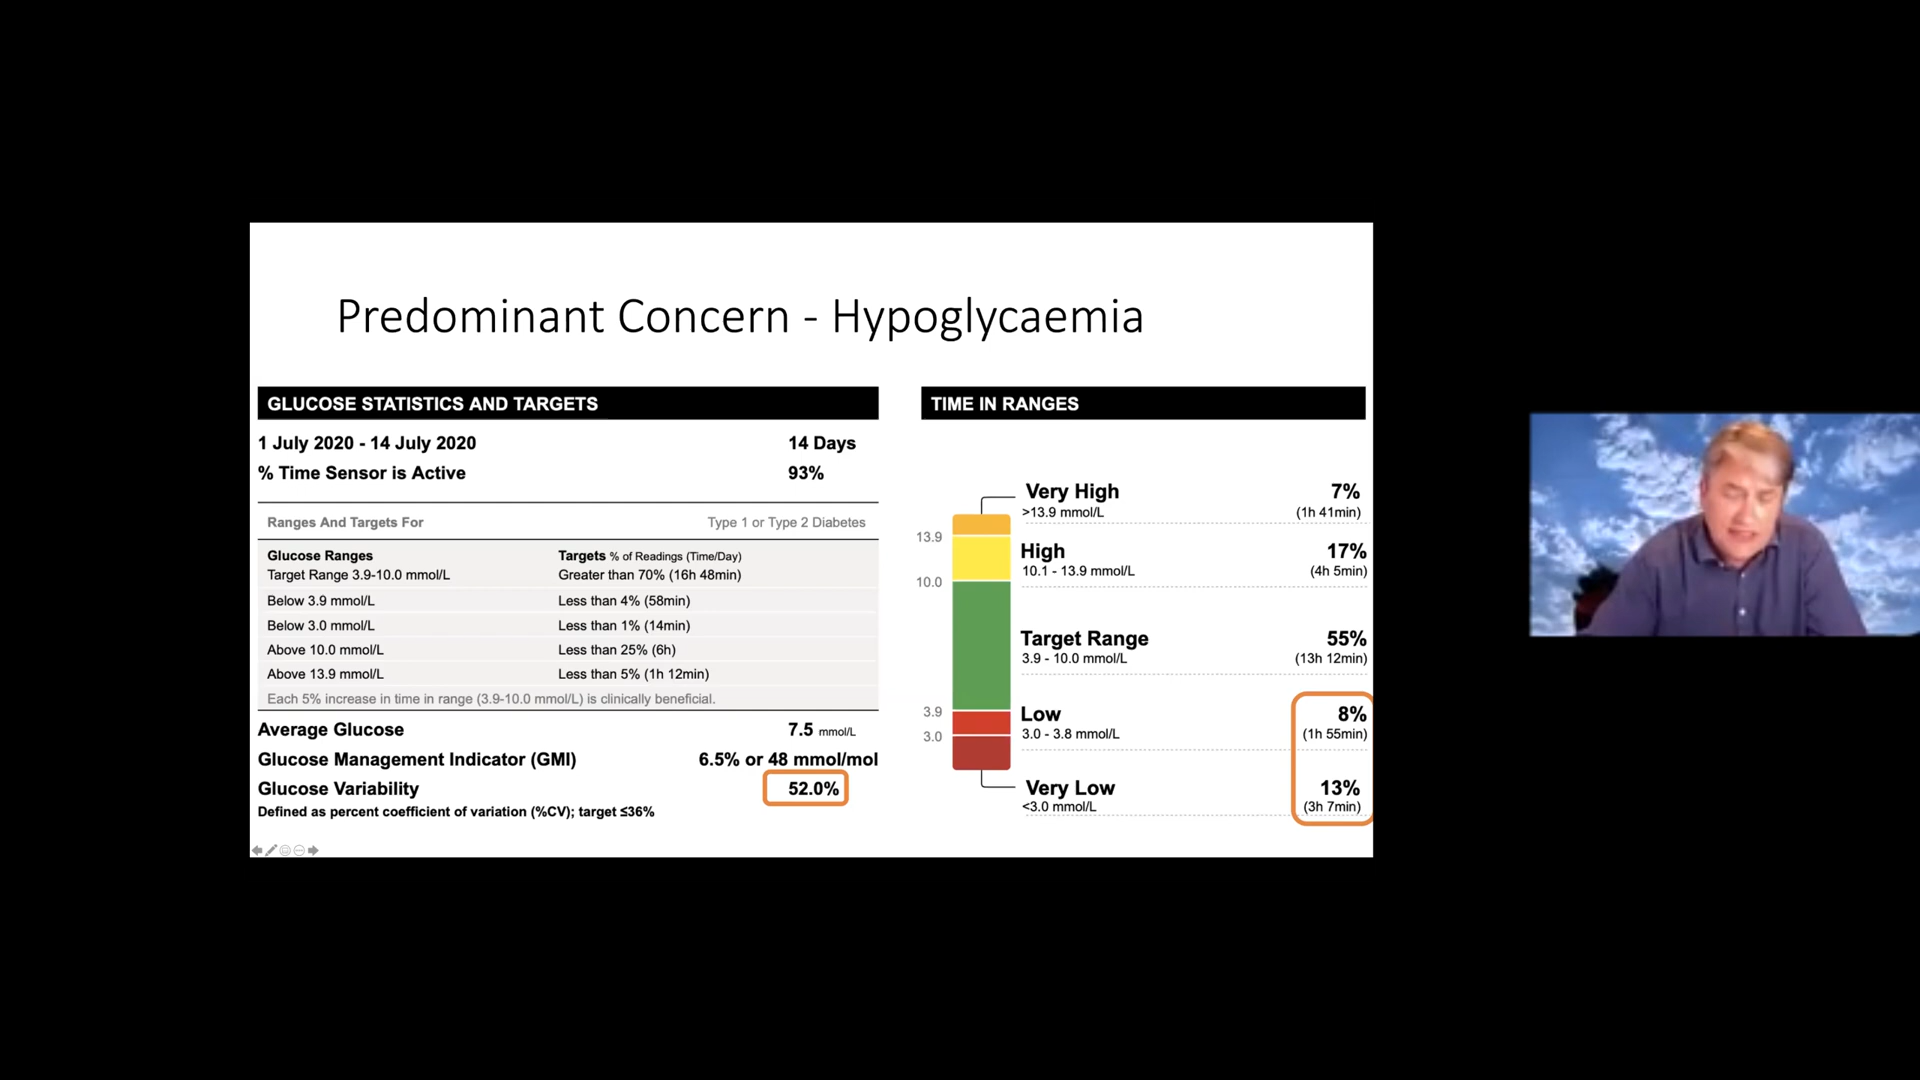 Predominant Concern - Hypoglycaemia
GLUCOSE STATISTICS AND TARGETS
1 July 2020 - 14 July 2020 14 Days
% Time Sensor is Active 93%
Ranges And Targets For Type 1 or Type 2 Diabetes
Glucose Ranges Targets % of Readings (Time/Day)
Target Range 3.9-10.0 mmol/L Greater than 70% (16h 48min)
Below 3.9 mmol/L Less than 4% (58min)
Below 3.0 mmol/L Less than 1% (14min)
Above 10.0 mmol/L Less than 25% (6h)
Above 13.9 mmol/L Less than 5% (1h 12min)
Each 5% increase in time in range (3.9-10.0 mmol/L) is clinically beneficial.
Average Glucose 7.5 mmol/L
Glucose Management Indicator (GMI) 6.5% or 48 mmol/mol
Glucose Variability 52.0%
Defined as percent coefficient of variation (%CV); target ≤36%
TIME IN RANGES
Very High 7%
>13.9 mmol/L (1h 41min)
13.9
High 17%
10.1 - 13.9 mmol/L (4h 5min)
10.0
Target Range 55%
3.9 - 10.0 mmol/L (13h 12min)
3.9
Low 8%
3.0 - 3.8 mmol/L (1h 55min)
3.0
Very Low 13%
<3.0 mmol/L (3h 7min)